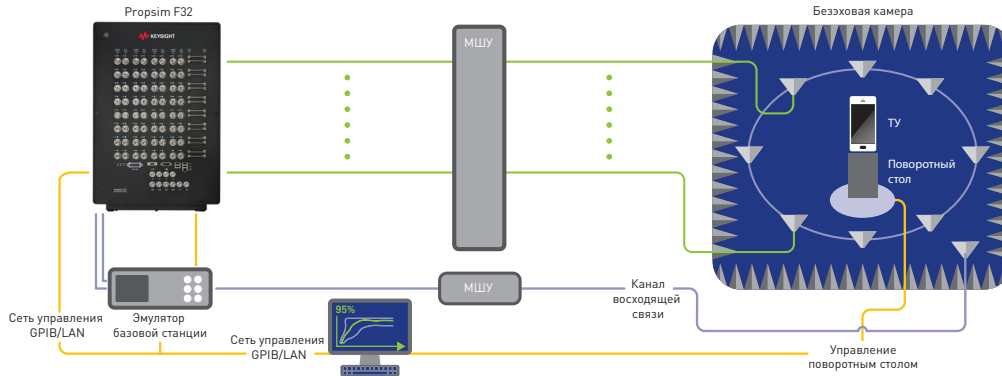 Propsim F32
Безэховая камера
KEYSIGHT
МШУ
ТУ
Поворотный
стол
МШУ
Канал
восходящей
связи
95%
Сеть управления
GPIB/LAN
Эмулятор
базовой станции
Сеть управления
GPIB/LAN
Управление
поворотным столом